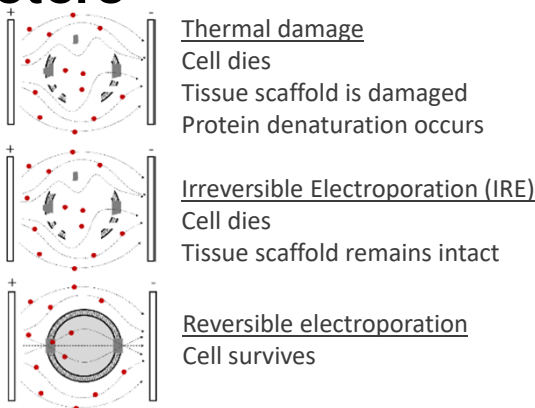 + -
Thermal damage
Cell dies
Tissue scaffold is damaged
Protein denaturation occurs
+ -
Irreversible Electroporation (IRE)
Cell dies
Tissue scaffold remains intact
+ -
Reversible electroporation
Cell survives